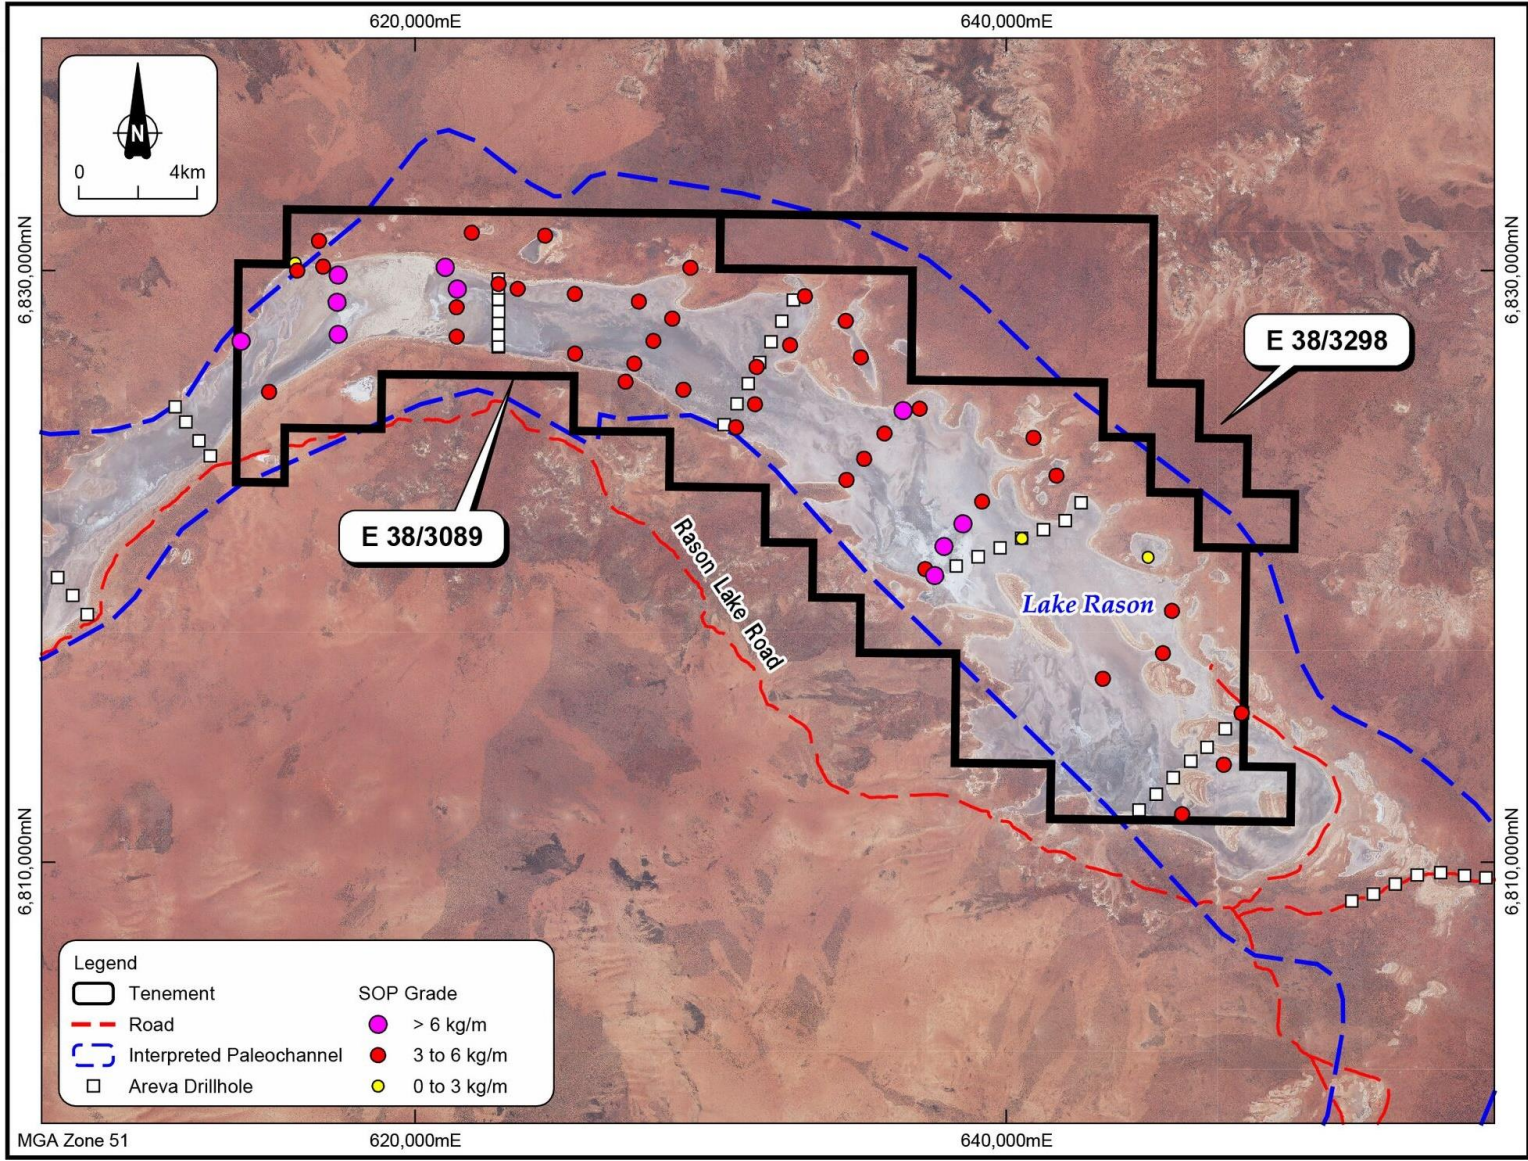 620,000mE
640,000mE
N
0
4km
6,830,000mN
6,830,000mN
E 38/3298
E 38/3089
Rason Lake Road
Lake Rason
6,810,000mN
6,810,000mN
Legend
Tenement
SOP Grade
Road
> 6 kg/m
Interpreted Paleochannel
3 to 6 kg/m
Areva Drillhole
0 to 3 kg/m
MGA Zone 51
620,000mE
640,000mE